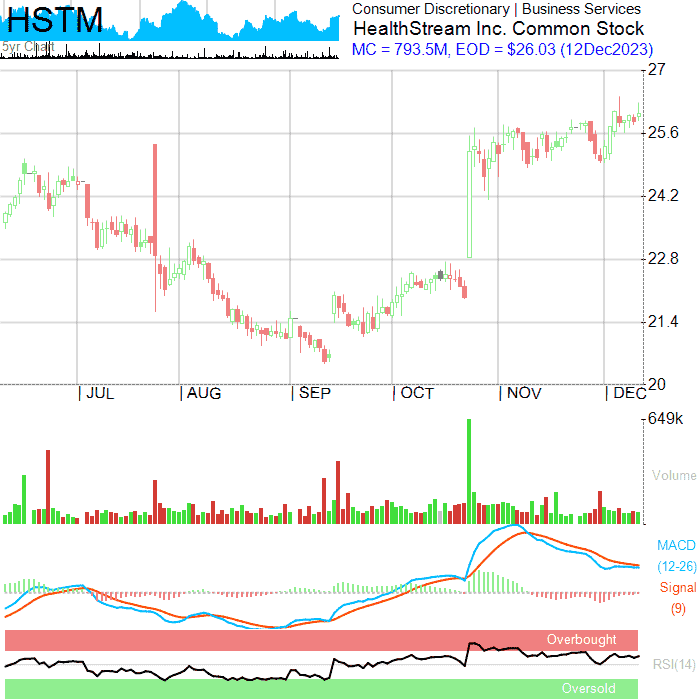 HSTM
5yr Chart
Consumer Discretionary | Business Services
HealthStream Inc. Common Stock
MC = 793.5M, EOD = $26.03 (12Dec2023)
27
25.6
24.2
22.8
21.4
20
JUL
AUG
SEP
OCT
NOV
DEC
649k
Volume
MACD
(12-26)
Signal
(9)
Overbought
RSI(14)
Oversold